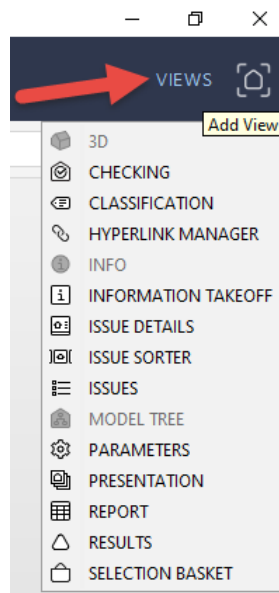 VIEWS
Add View
3D
CHECKING
CLASSIFICATION
HYPERLINK MANAGER
INFO
INFORMATION TAKEOFF
ISSUE DETAILS
ISSUE SORTER
ISSUES
MODEL TREE
PARAMETERS
PRESENTATION
REPORT
RESULTS
SELECTION BASKET